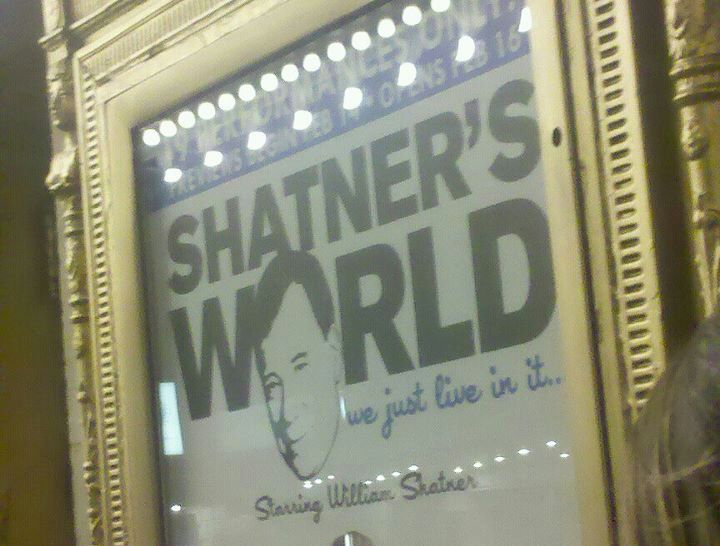 PERFORMANCES ONLY!
PREVIEWS BEGIN FEB 14 • OPENS FEB 16
SHATNER'S
WORLD
we just live in it...
Starring William Shatner